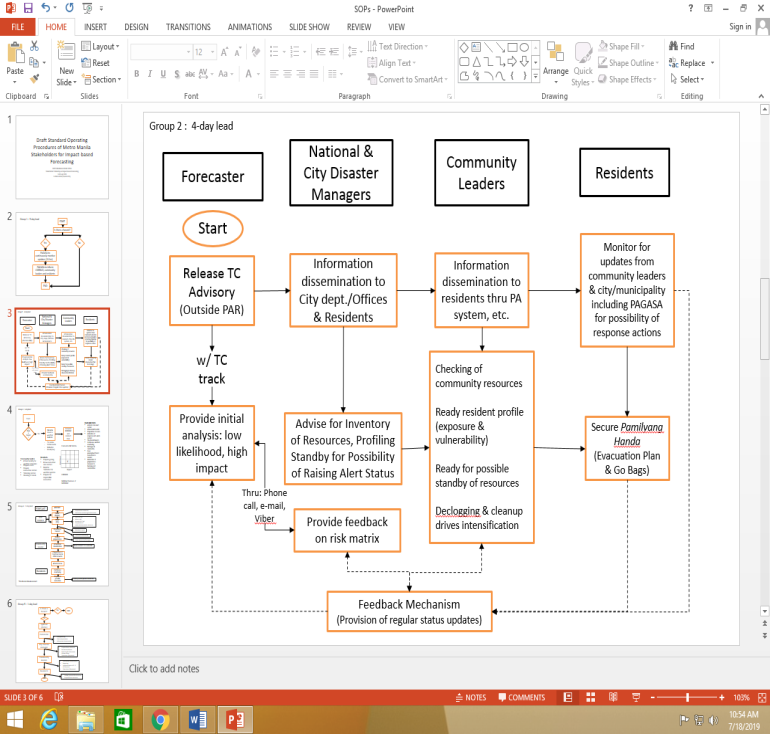 SOPs - PowerPoint
Sign in
FILE
HOME
INSERT
DESIGN
TRANSITIONS
ANIMATIONS
SLIDE SHOW
REVIEW
VIEW
Paste
New
Slide
Layout
Reset
Section
12
B I U S abc AV Aa A
Text Direction
Align Text
Convert to SmartArt
Arrange
Quick
Styles
Shape Fill
Shape Outline
Shape Effects
Find
Replace
Select
Clipboard
Slides
Font
Paragraph
Drawing
Editing
1
Draft Standard Operating
Procedures of Metro Manila
Stakeholders for Impact based
Forecasting
2
3
4
5
6
Group 2 : 4-day lead
Forecaster
National &
City Disaster
Managers
Community
Leaders
Residents
Start
Release TC
Advisory
(Outside PAR)
Information
dissemination to
City dept./Offices
& Residents
Information
dissemination to
residents thru PA
system, etc.
Monitor for
updates from
community leaders
& city/municipality
including PAGASA
for possibility of
response actions
w/ TC
track
Provide initial
analysis: low
likelihood, high
impact
Advise for Inventory
of Resources, Profiling
Standby for Possibility
of Raising Alert Status
Checking of
community resources
Ready resident profile
(exposure &
vulnerability)
Ready for possible
standby of resources
Declogging & cleanup
drives intensification
Secure Pamilyang
Handa
(Evacuation Plan
& Go Bags)
Thru: Phone
call, e-mail,
Viber
Provide feedback
on risk matrix
Feedback Mechanism
(Provision of regular status updates)
Click to add notes
SLIDE 3 OF 6
NOTES
COMMENTS
103%
10:54 AM
7/18/2019